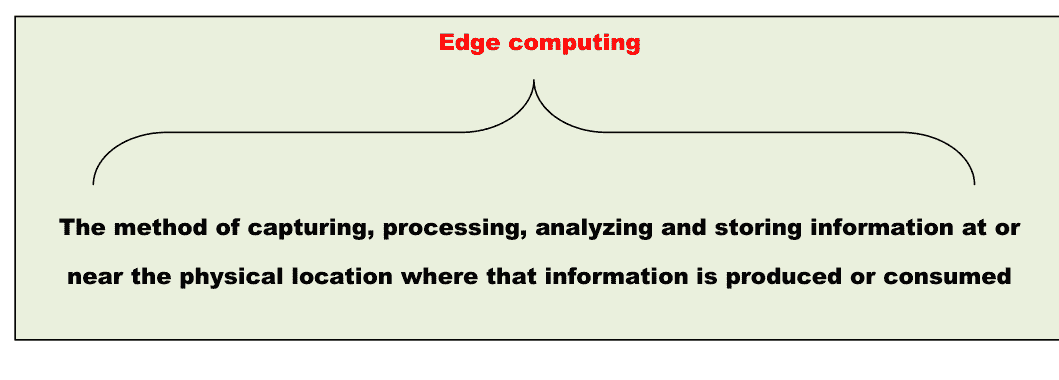 Edge computing
The method of capturing, processing, analyzing and storing information at or
near the physical location where that information is produced or consumed